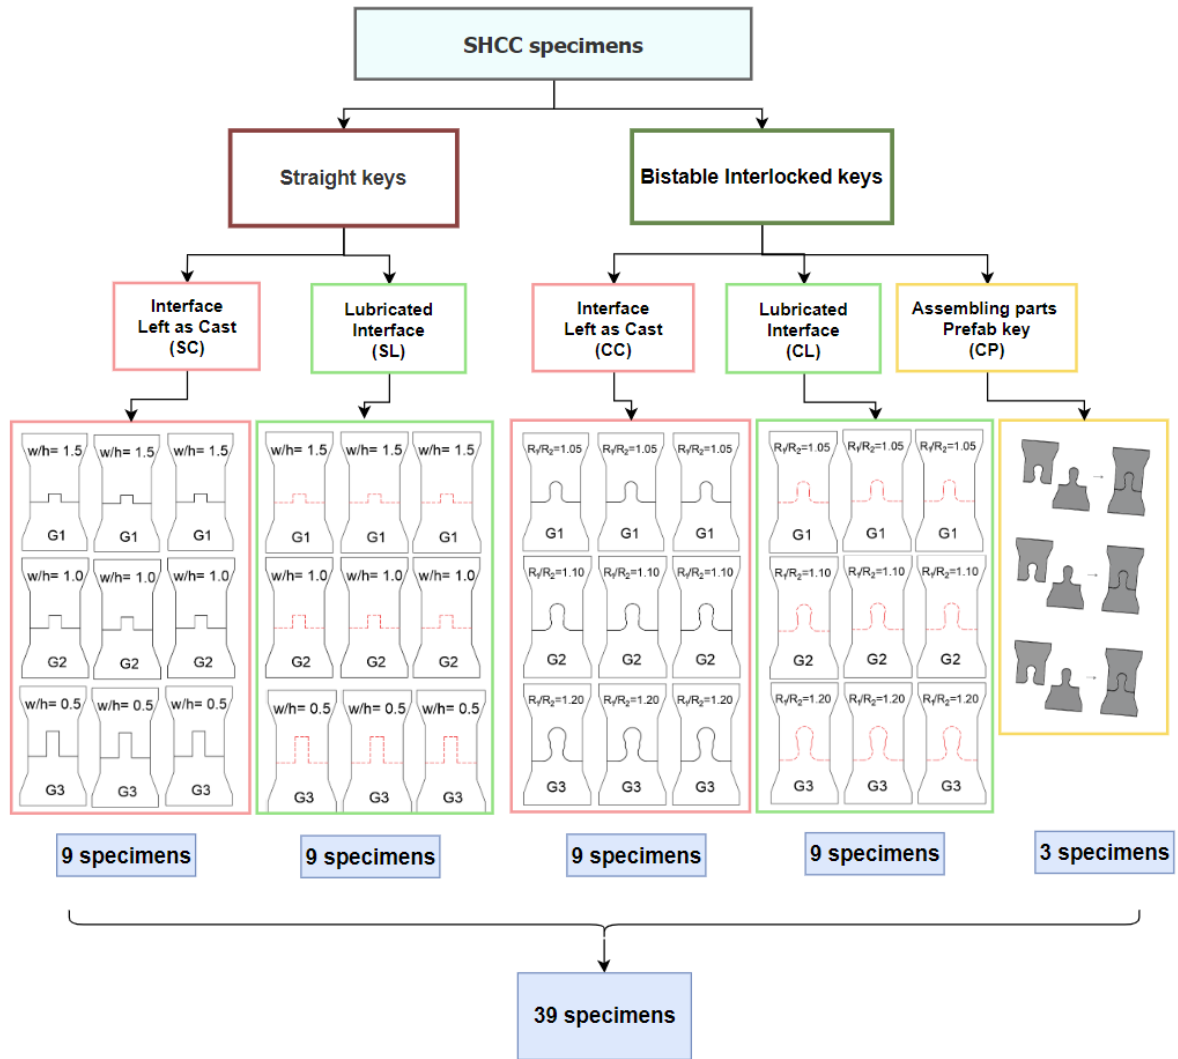 SHCC specimens
Straight keys
Bistable Interlocked keys
Interface
Left as Cast
(SC)
Lubricated
Interface
(SL)
Interface
Left as Cast
(CC)
Lubricated
Interface
(CL)
Assembling parts
Prefab key
(CP)
w/h= 1.5 w/h= 1.5 w/h= 1.5
G1 G1 G1
w/h= 1.0 w/h= 1.0 w/h= 1.0
G2 G2 G2
w/h= 0.5 w/h= 0.5 w/h= 0.5
G3 G3 G3
w/h= 1.5 w/h= 1.5 w/h= 1.5
G1 G1 G1
w/h= 1.0 w/h= 1.0 w/h= 1.0
G2 G2 G2
w/h= 0.5 w/h= 0.5 w/h= 0.5
G3 G3 G3
R₁/R₂=1.05 R₁/R₂=1.05 R₁/R₂=1.05
G1 G1 G1
R₁/R₂=1.10 R₁/R₂=1.10 R₁/R₂=1.10
G2 G2 G2
R₁/R₂=1.20 R₁/R₂=1.20 R₁/R₂=1.20
G3 G3 G3
R₁/R₂=1.05 R₁/R₂=1.05 R₁/R₂=1.05
G1 G1 G1
R₁/R₂=1.10 R₁/R₂=1.10 R₁/R₂=1.10
G2 G2 G2
R₁/R₂=1.20 R₁/R₂=1.20 R₁/R₂=1.20
G3 G3 G3
9 specimens
9 specimens
9 specimens
9 specimens
3 specimens
39 specimens